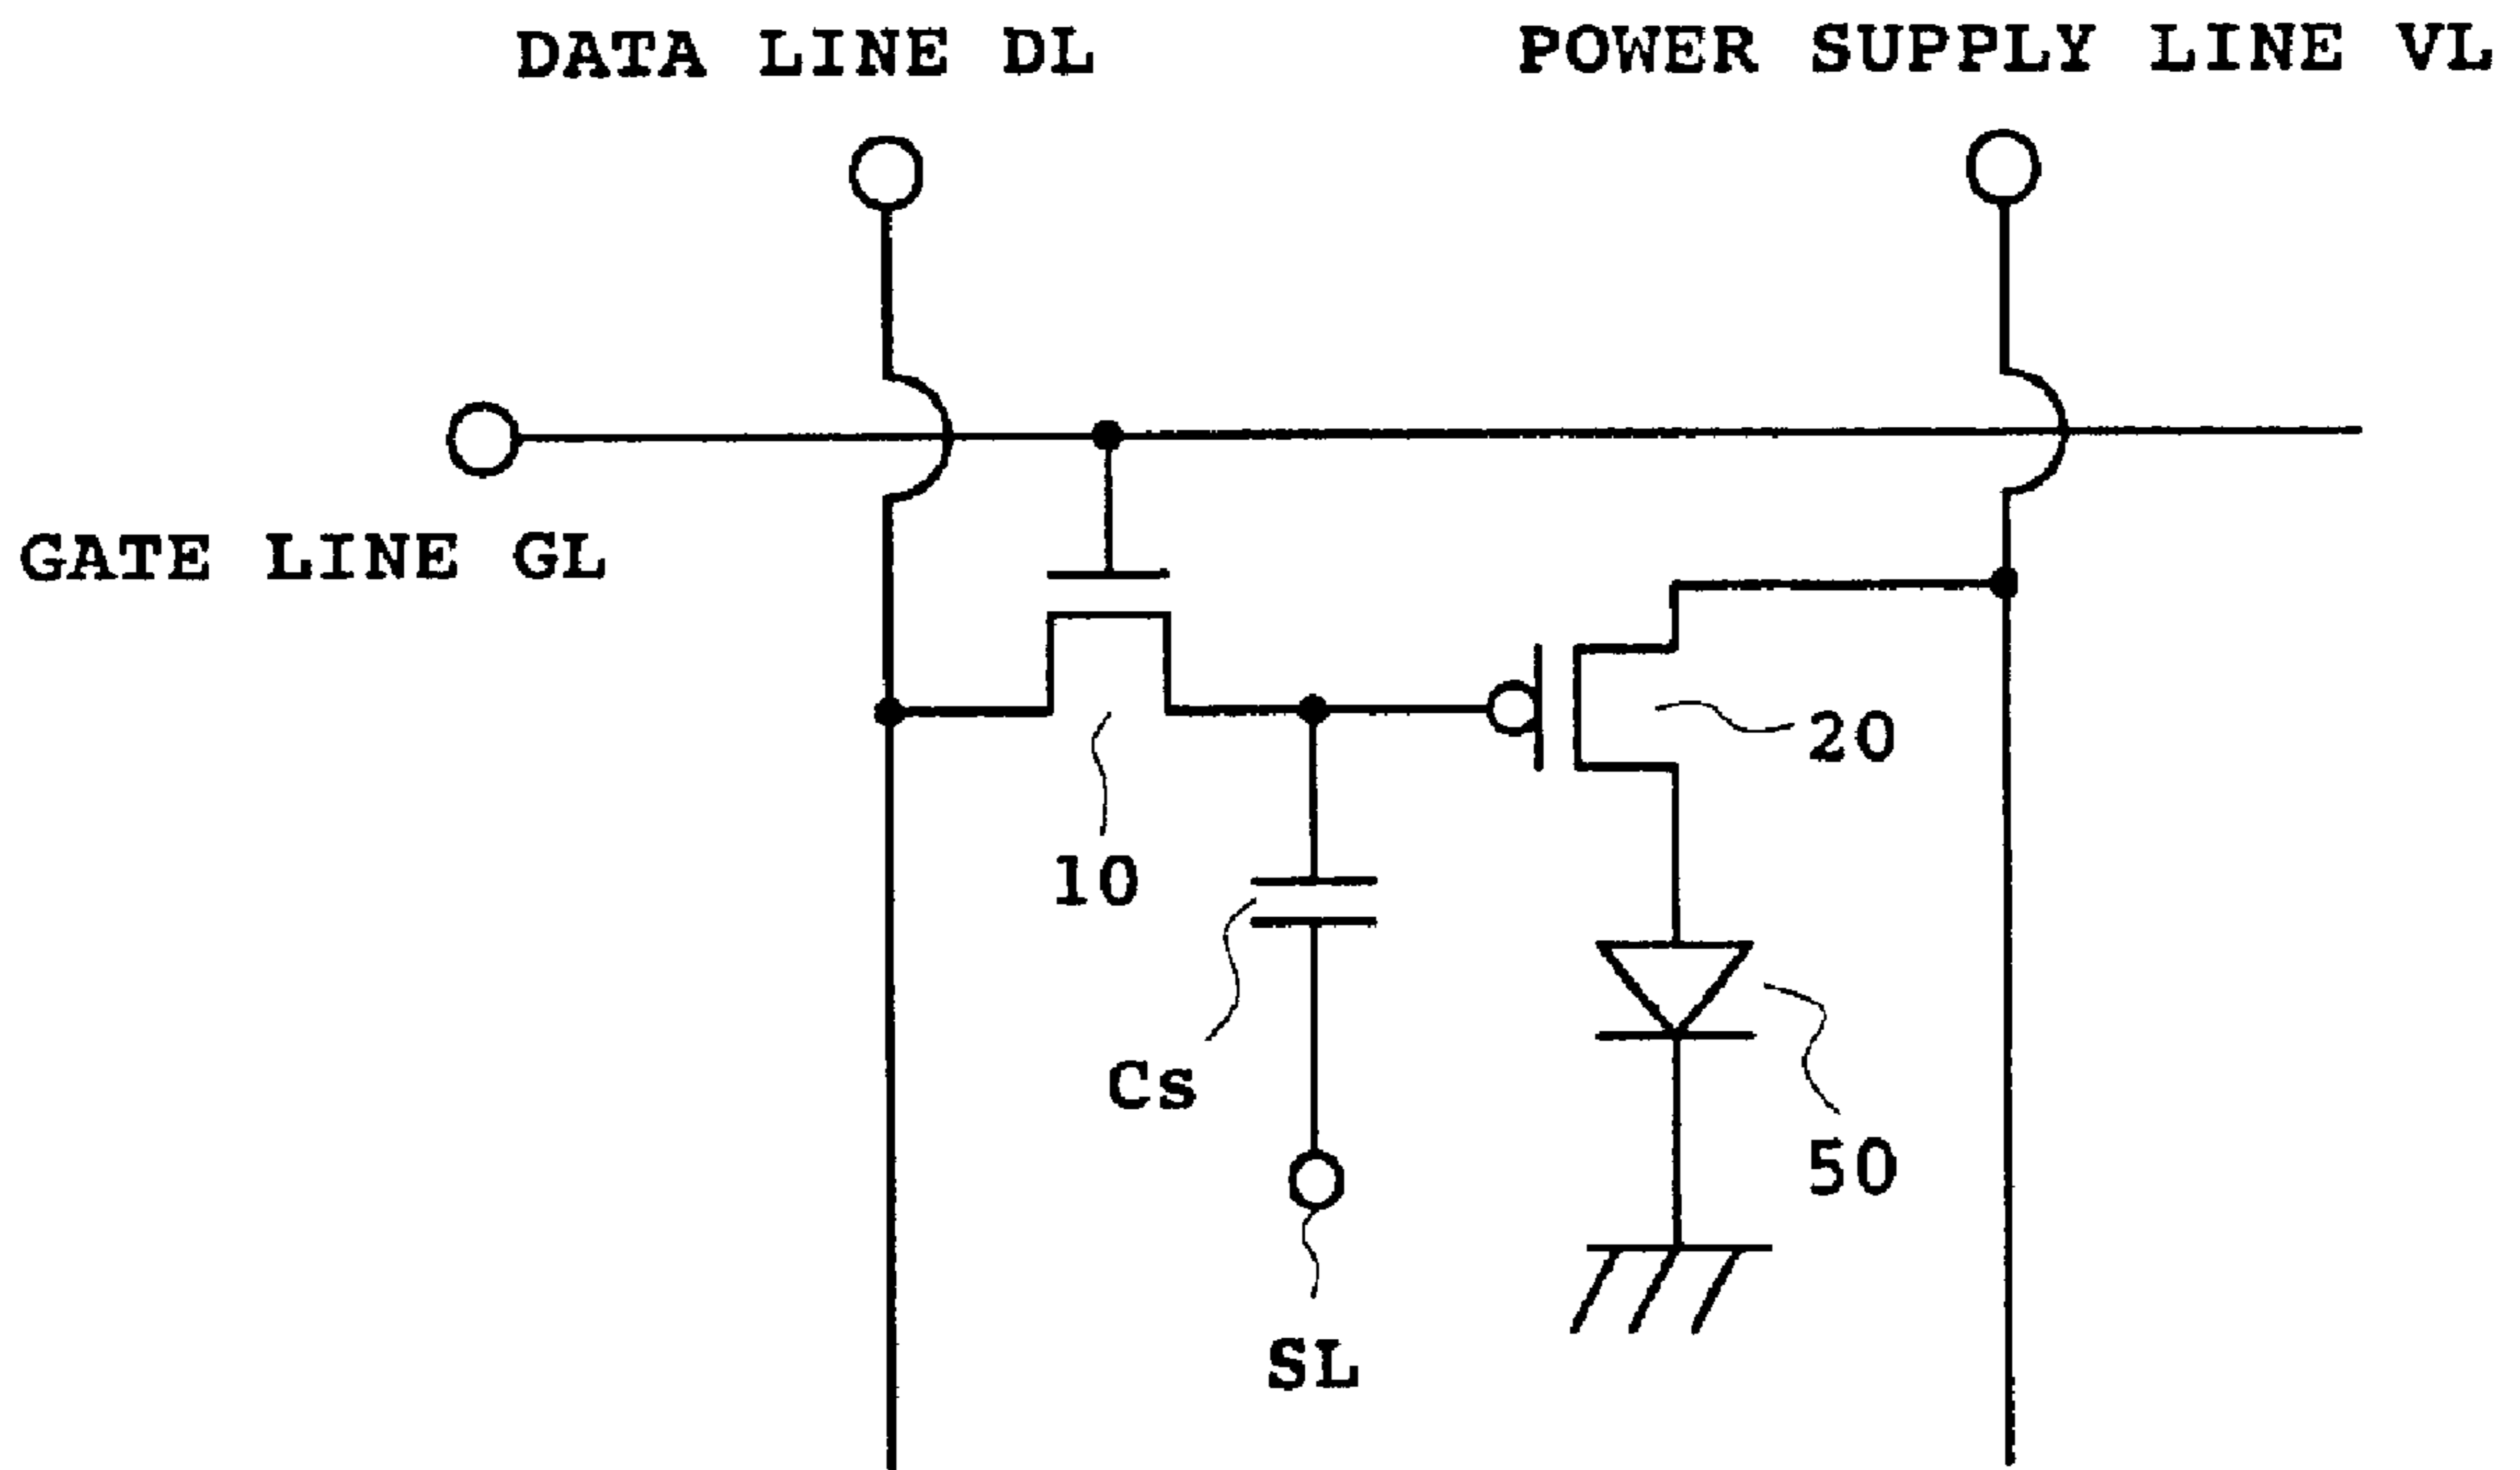 DATA LINE DL
POWER SUPPLY LINE VL
GATE LINE GL
20
10
Cs
50
SL